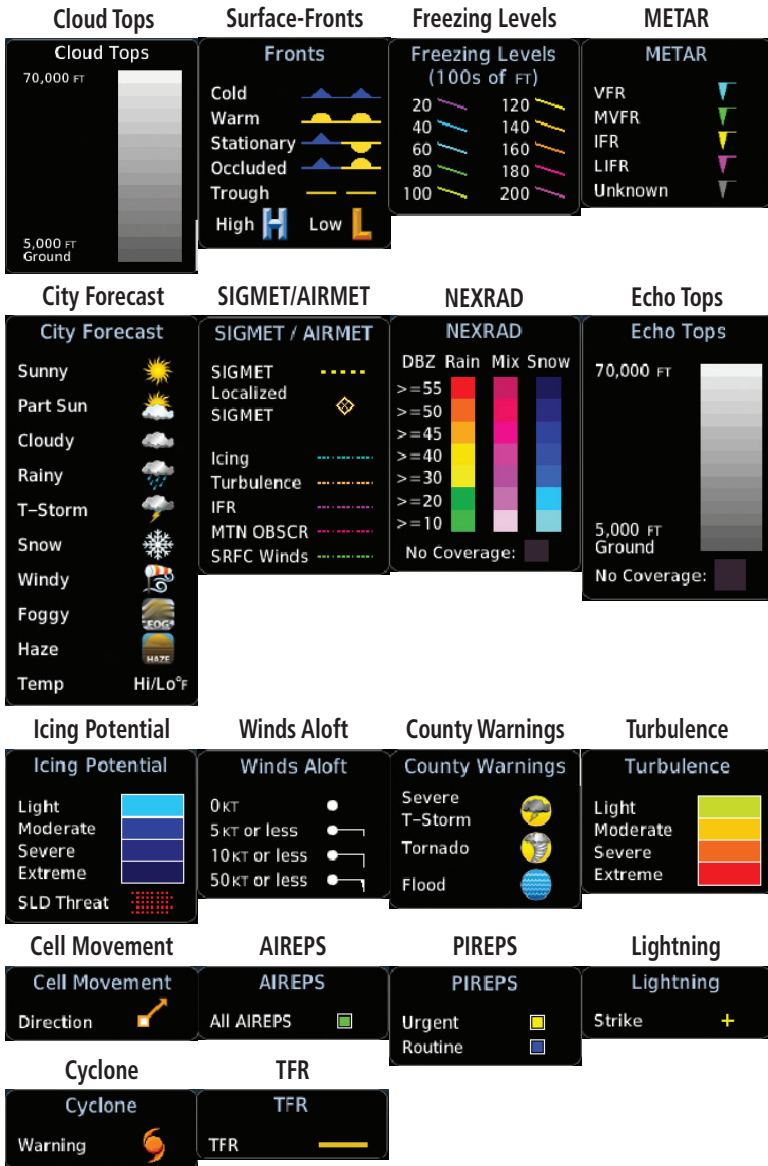 Cloud Tops
Surface-Fronts
Freezing Levels
METAR
Cloud Tops
70,000 FT
5,000 FT
Ground
Fronts
Cold
Warm
Stationary
Occluded
Trough
High H Low L
Freezing Levels
(100s of FT)
20 120
40 140
60 160
80 180
100 200
METAR
VFR
MVFR
IFR
LIFR
Unknown
City Forecast
SIGMET/AIRMET
NEXRAD
Echo Tops
City Forecast
Sunny
Part Sun
Cloudy
Rainy
T-Storm
Snow
Windy
Foggy FOG
Haze HAZE
Temp Hi/Lo°F
SIGMET / AIRMET
SIGMET
Localized
SIGMET
Icing
Turbulence
IFR
MTN OBSCR
SRFC Winds
NEXRAD
DBZ Rain Mix Snow
>=55
>=50
>=45
>=40
>=30
>=20
>=10
No Coverage:
Echo Tops
70,000 FT
5,000 FT
Ground
No Coverage:
Icing Potential
Winds Aloft
County Warnings
Turbulence
Icing Potential
Light
Moderate
Severe
Extreme
SLD Threat
Winds Aloft
0 KT
5 KT or less
10 KT or less
50 KT or less
County Warnings
Severe
T-Storm
Tornado
Flood
Turbulence
Light
Moderate
Severe
Extreme
Cell Movement
AIREPS
PIREPS
Lightning
Cell Movement
Direction
AIREPS
All AIREPS
PIREPS
Urgent
Routine
Lightning
Strike
Cyclone
TFR
Cyclone
Warning
TFR
TFR